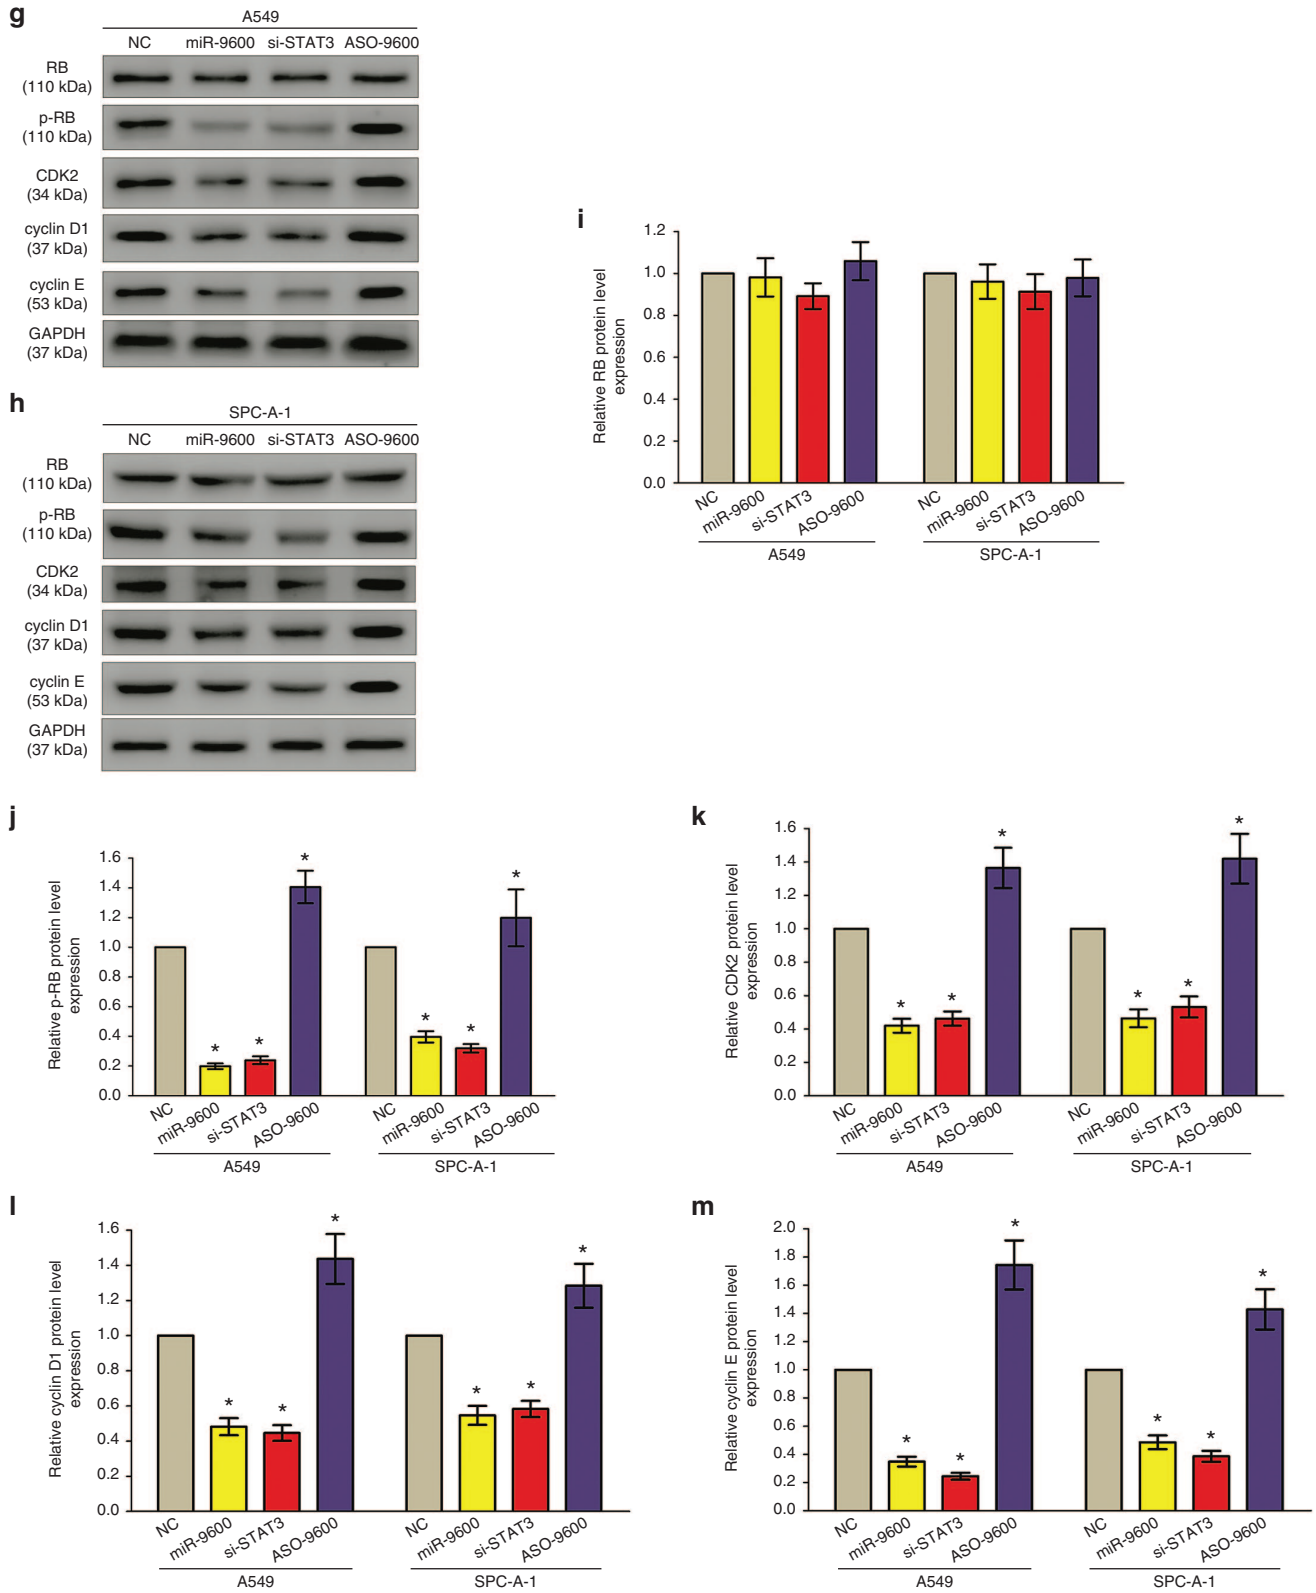 g
A549
NC miR-9600 si-STAT3 ASO-9600
RB
(110 kDa)
p-RB
(110 kDa)
CDK2
(34 kDa)
cyclin D1
(37 kDa)
cyclin E
(53 kDa)
GAPDH
(37 kDa)
h
SPC-A-1
NC miR-9600 si-STAT3 ASO-9600
RB
(110 kDa)
p-RB
(110 kDa)
CDK2
(34 kDa)
cyclin D1
(37 kDa)
cyclin E
(53 kDa)
GAPDH
(37 kDa)
i
Relative RB protein level
expression
1.2
1.0
0.8
0.6
0.4
0.2
0.0
NC miR-9600 si-STAT3 ASO-9600 NC miR-9600 si-STAT3 ASO-9600
A549 SPC-A-1
j
Relative p-RB protein level
expression
1.6
1.4
1.2
1.0
0.8
0.6
0.4
0.2
0.0
* * * * * *
NC miR-9600 si-STAT3 ASO-9600 NC miR-9600 si-STAT3 ASO-9600
A549 SPC-A-1
k
Relative CDK2 protein level
expression
1.6
1.4
1.2
1.0
0.8
0.6
0.4
0.2
0.0
* * * * * *
NC miR-9600 si-STAT3 ASO-9600 NC miR-9600 si-STAT3 ASO-9600
A549 SPC-A-1
l
Relative cyclin D1 protein level
expression
1.6
1.4
1.2
1.0
0.8
0.6
0.4
0.2
0.0
* * * * * *
NC miR-9600 si-STAT3 ASO-9600 NC miR-9600 si-STAT3 ASO-9600
A549 SPC-A-1
m
Relative cyclin E protein level
expression
2.0
1.8
1.6
1.4
1.2
1.0
0.8
0.6
0.4
0.2
0.0
* * * * * *
NC miR-9600 si-STAT3 ASO-9600 NC miR-9600 si-STAT3 ASO-9600
A549 SPC-A-1